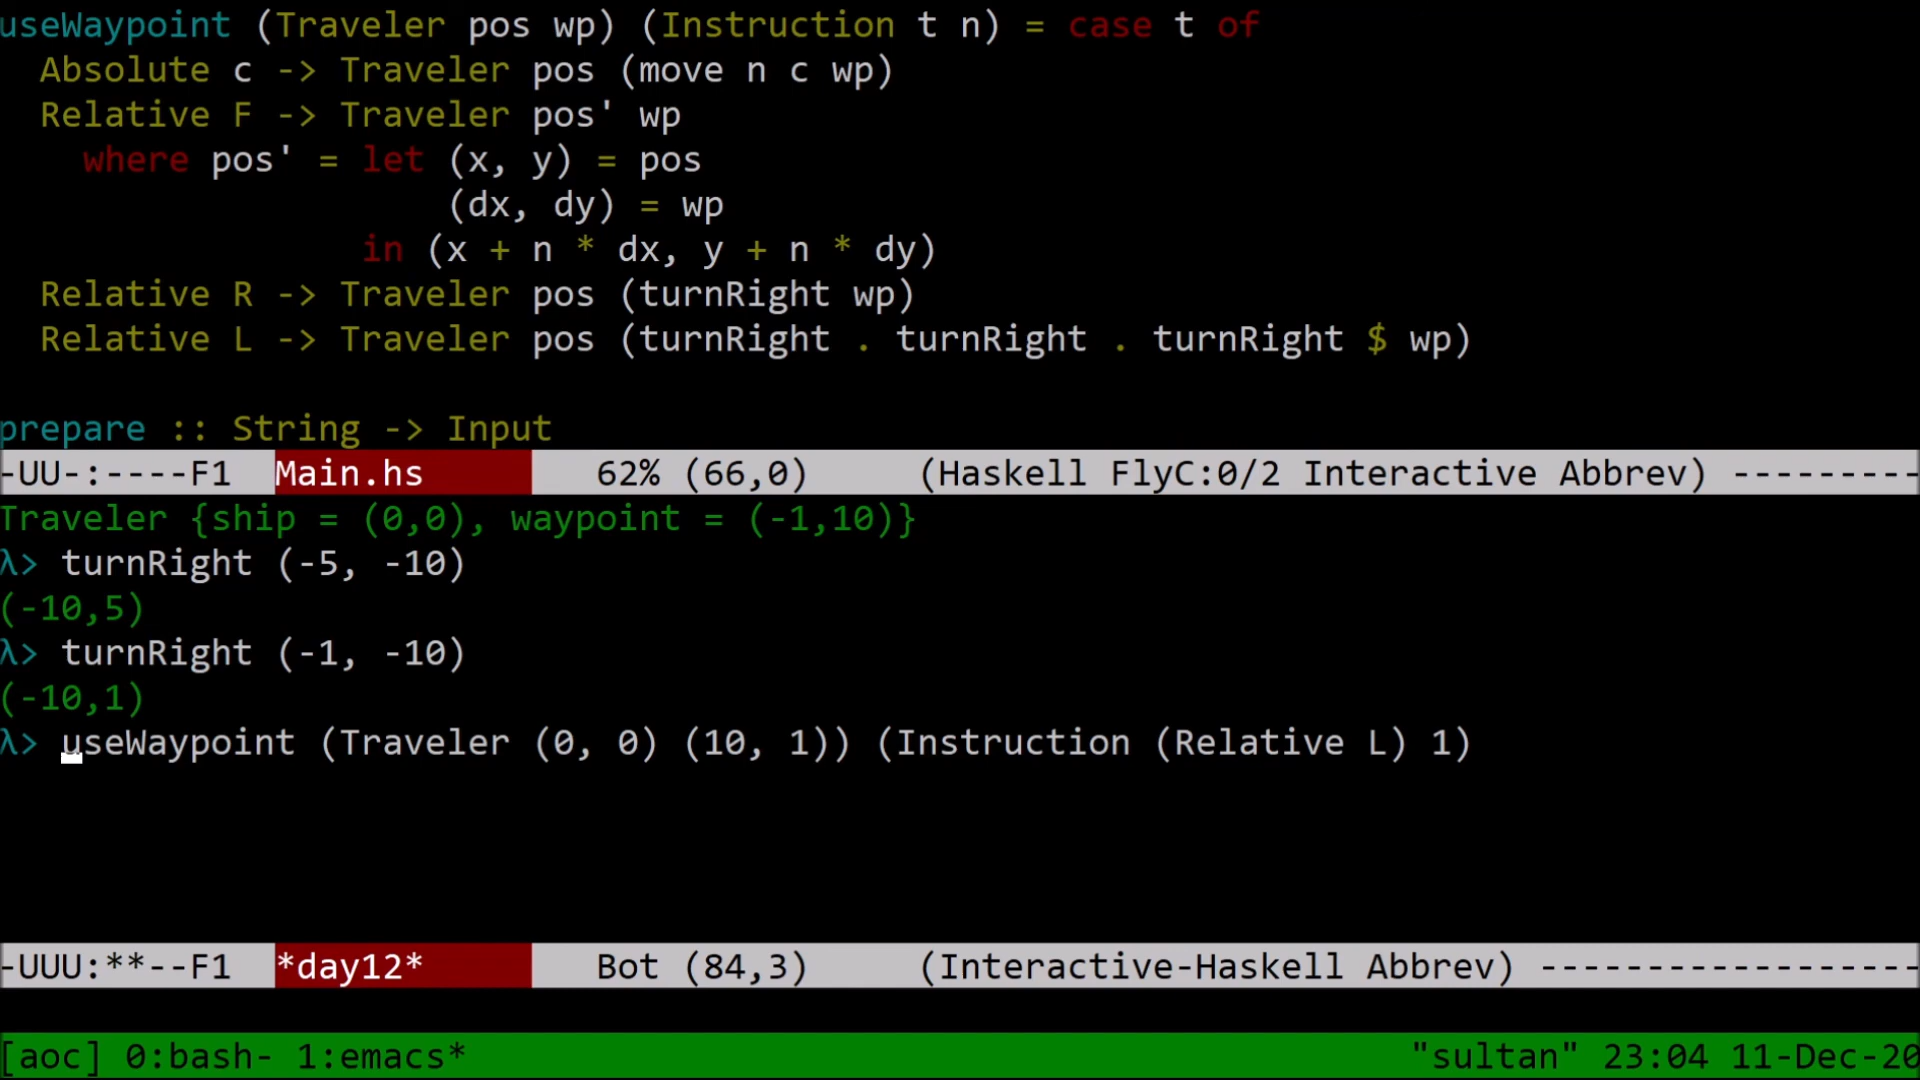 useWaypoint (Traveler pos wp) (Instruction t n) = case t of
  Absolute c -> Traveler pos (move n c wp)
  Relative F -> Traveler pos' wp
    where pos' = let (x, y) = pos
                     (dx, dy) = wp
                 in (x + n * dx, y + n * dy)
  Relative R -> Traveler pos (turnRight wp)
  Relative L -> Traveler pos (turnRight . turnRight . turnRight $ wp)
prepare :: String -> Input
-UU-:----F1  Main.hs        62% (66,0)     (Haskell FlyC:0/2 Interactive Abbrev) ---------
Traveler {ship = (0,0), waypoint = (-1,10)}
λ> turnRight (-5, -10)
(-10,5)
λ> turnRight (-1, -10)
(-10,1)
λ> useWaypoint (Traveler (0, 0) (10, 1)) (Instruction (Relative L) 1)
-UUU:**--F1  *day12*        Bot (84,3)     (Interactive-Haskell Abbrev) ------------------
[aoc] 0:bash- 1:emacs*                                            "sultan" 23:04 11-Dec-20